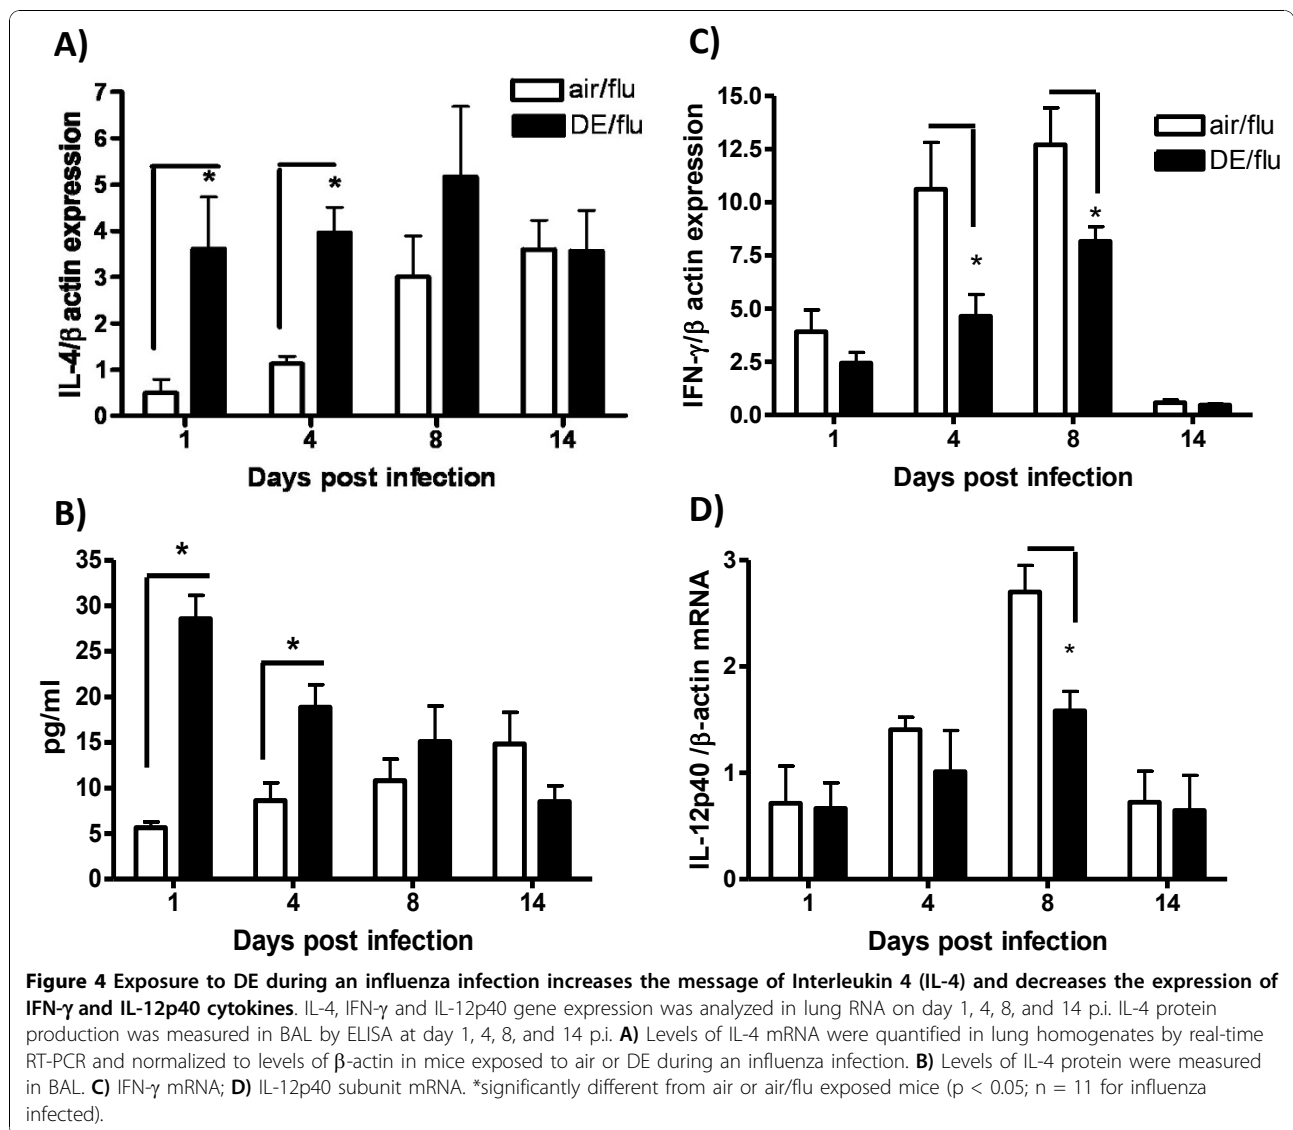 A)
air/flu
DE/flu
IL-4/β actin expression
7
6
5
4
3
2
1
0
* *
1 4 8 14
Days post infection
C)
air/flu
DE/flu
IFN-γ/β actin expression
15.0
12.5
10.0
7.5
5.0
2.5
0.0
* *
1 4 8 14
Days post infection
B)
pg/ml
35
30
25
20
15
10
5
0
* *
1 4 8 14
Days post infection
D)
IL-12p40 /β-actin mRNA
3
2
1
0
*
1 4 8 14
Days post infection
Figure 4 Exposure to DE during an influenza infection increases the message of Interleukin 4 (IL-4) and decreases the expression of
IFN-γ and IL-12p40 cytokines. IL-4, IFN-γ and IL-12p40 gene expression was analyzed in lung RNA on day 1, 4, 8, and 14 p.i. IL-4 protein
production was measured in BAL by ELISA at day 1, 4, 8, and 14 p.i. A) Levels of IL-4 mRNA were quantified in lung homogenates by real-time
RT-PCR and normalized to levels of β-actin in mice exposed to air or DE during an influenza infection. B) Levels of IL-4 protein were measured
in BAL. C) IFN-γ mRNA; D) IL-12p40 subunit mRNA. *significantly different from air or air/flu exposed mice (p < 0.05; n = 11 for influenza
infected).